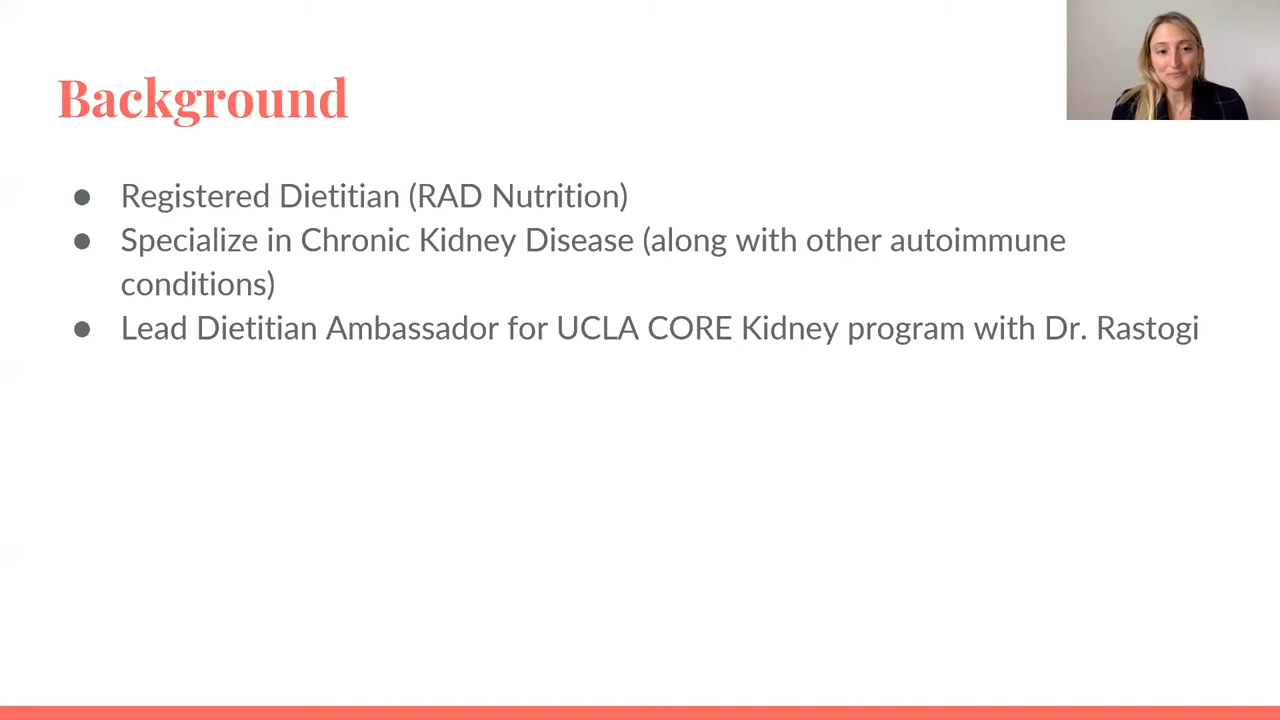 Background
● Registered Dietitian (RAD Nutrition)
● Specialize in Chronic Kidney Disease (along with other autoimmune
conditions)
● Lead Dietitian Ambassador for UCLA CORE Kidney program with Dr. Rastogi